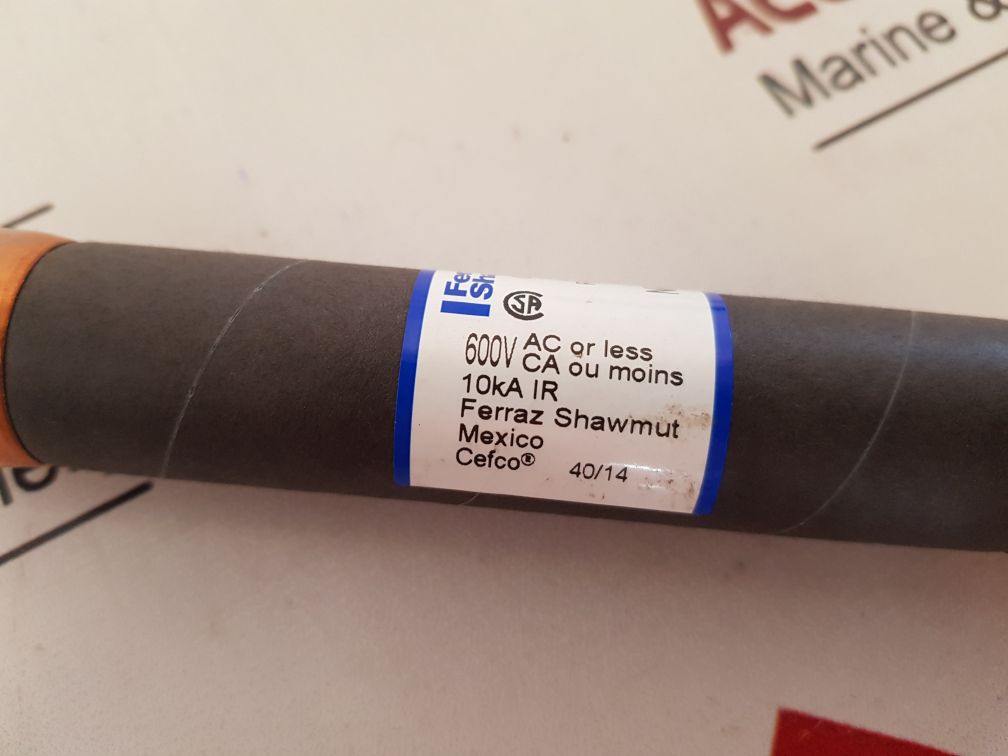 Marine &
600V AC or less
CA ou moins
10kA IR
Ferraz Shawmut
Mexico
Cefco® 40/14